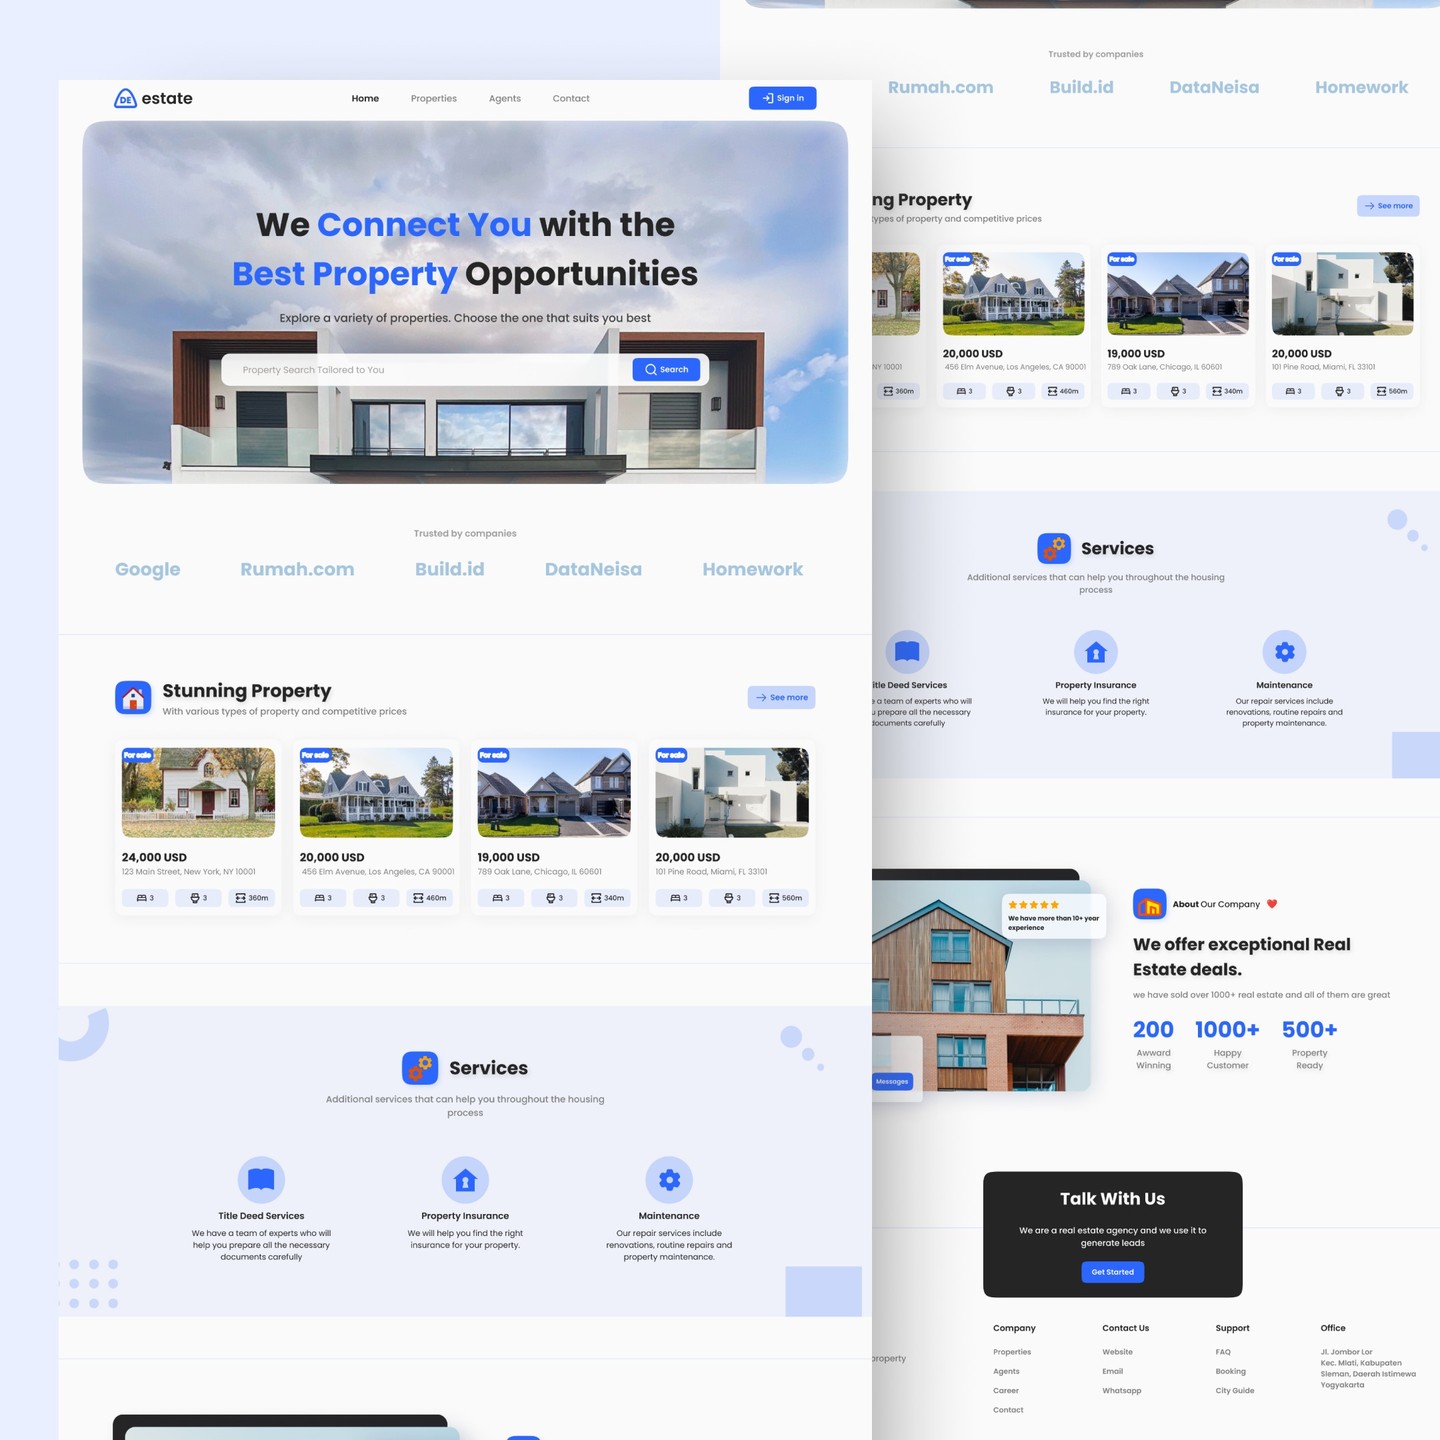 DE estate
Home
Properties
Agents
Contact
Sign in
We Connect You with the
Best Property Opportunities
Explore a variety of properties. Choose the one that suits you best
Property Search Tailored to You
Search
Trusted by companies
Google
Rumah.com
Build.id
DataNeisa
Homework
Stunning Property
With various types of property and competitive prices
See more
For sale
24,000 USD
123 Main Street, New York, NY 10001
3
3
360m
For sale
20,000 USD
456 Elm Avenue, Los Angeles, CA 90001
3
3
460m
For sale
19,000 USD
789 Oak Lane, Chicago, IL 60601
3
3
340m
For sale
20,000 USD
101 Pine Road, Miami, FL 33101
3
3
560m
Services
Additional services that can help you throughout the housing
process
Title Deed Services
We have a team of experts who will
help you prepare all the necessary
documents carefully
Property Insurance
We will help you find the right
insurance for your property.
Maintenance
Our repair services include
renovations, routine repairs and
property maintenance.
Trusted by companies
Rumah.com
Build.id
DataNeisa
Homework
ng Property
types of property and competitive prices
See more
NY 10001
360m
For sale
20,000 USD
456 Elm Avenue, Los Angeles, CA 90001
3
3
460m
For sale
19,000 USD
789 Oak Lane, Chicago, IL 60601
3
3
340m
For sale
20,000 USD
101 Pine Road, Miami, FL 33101
3
3
560m
Services
Additional services that can help you throughout the housing
process
itle Deed Services
e a team of experts who will
u prepare all the necessary
documents carefully
Property Insurance
We will help you find the right
insurance for your property.
Maintenance
Our repair services include
renovations, routine repairs and
property maintenance.
We have more than 10+ year
experience
Messages
About Our Company
We offer exceptional Real
Estate deals.
we have sold over 1000+ real estate and all of them are great
200
Awward
Winning
1000+
Happy
Customer
500+
Property
Ready
Talk With Us
We are a real estate agency and we use it to
generate leads
Get Started
property
Company
Properties
Agents
Career
Contact
Contact Us
Website
Email
Whatsapp
Support
FAQ
Booking
City Guide
Office
Jl. Jombor Lor
Kec. Mlati, Kabupaten
Sleman, Daerah Istimewa
Yogyakarta